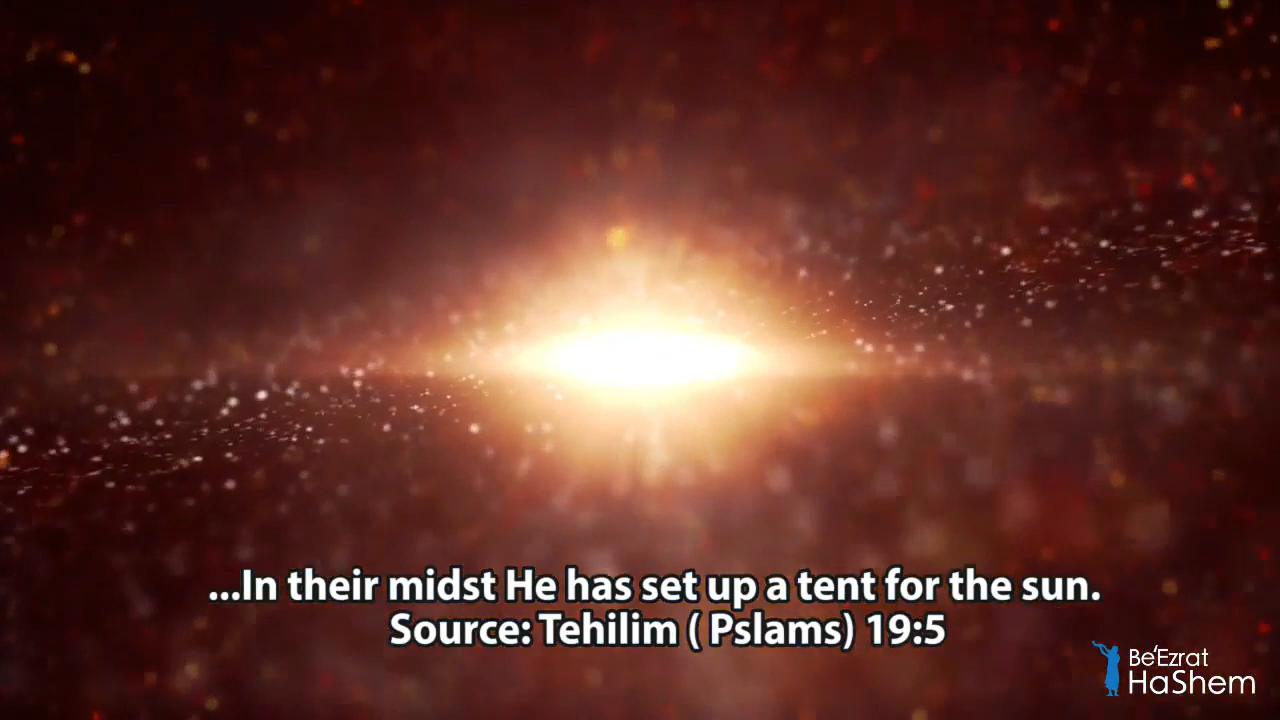 ...In their midst He has set up a tent for the sun.
Source: Tehilim ( Pslams) 19:5
Be'Ezrat
HaShem